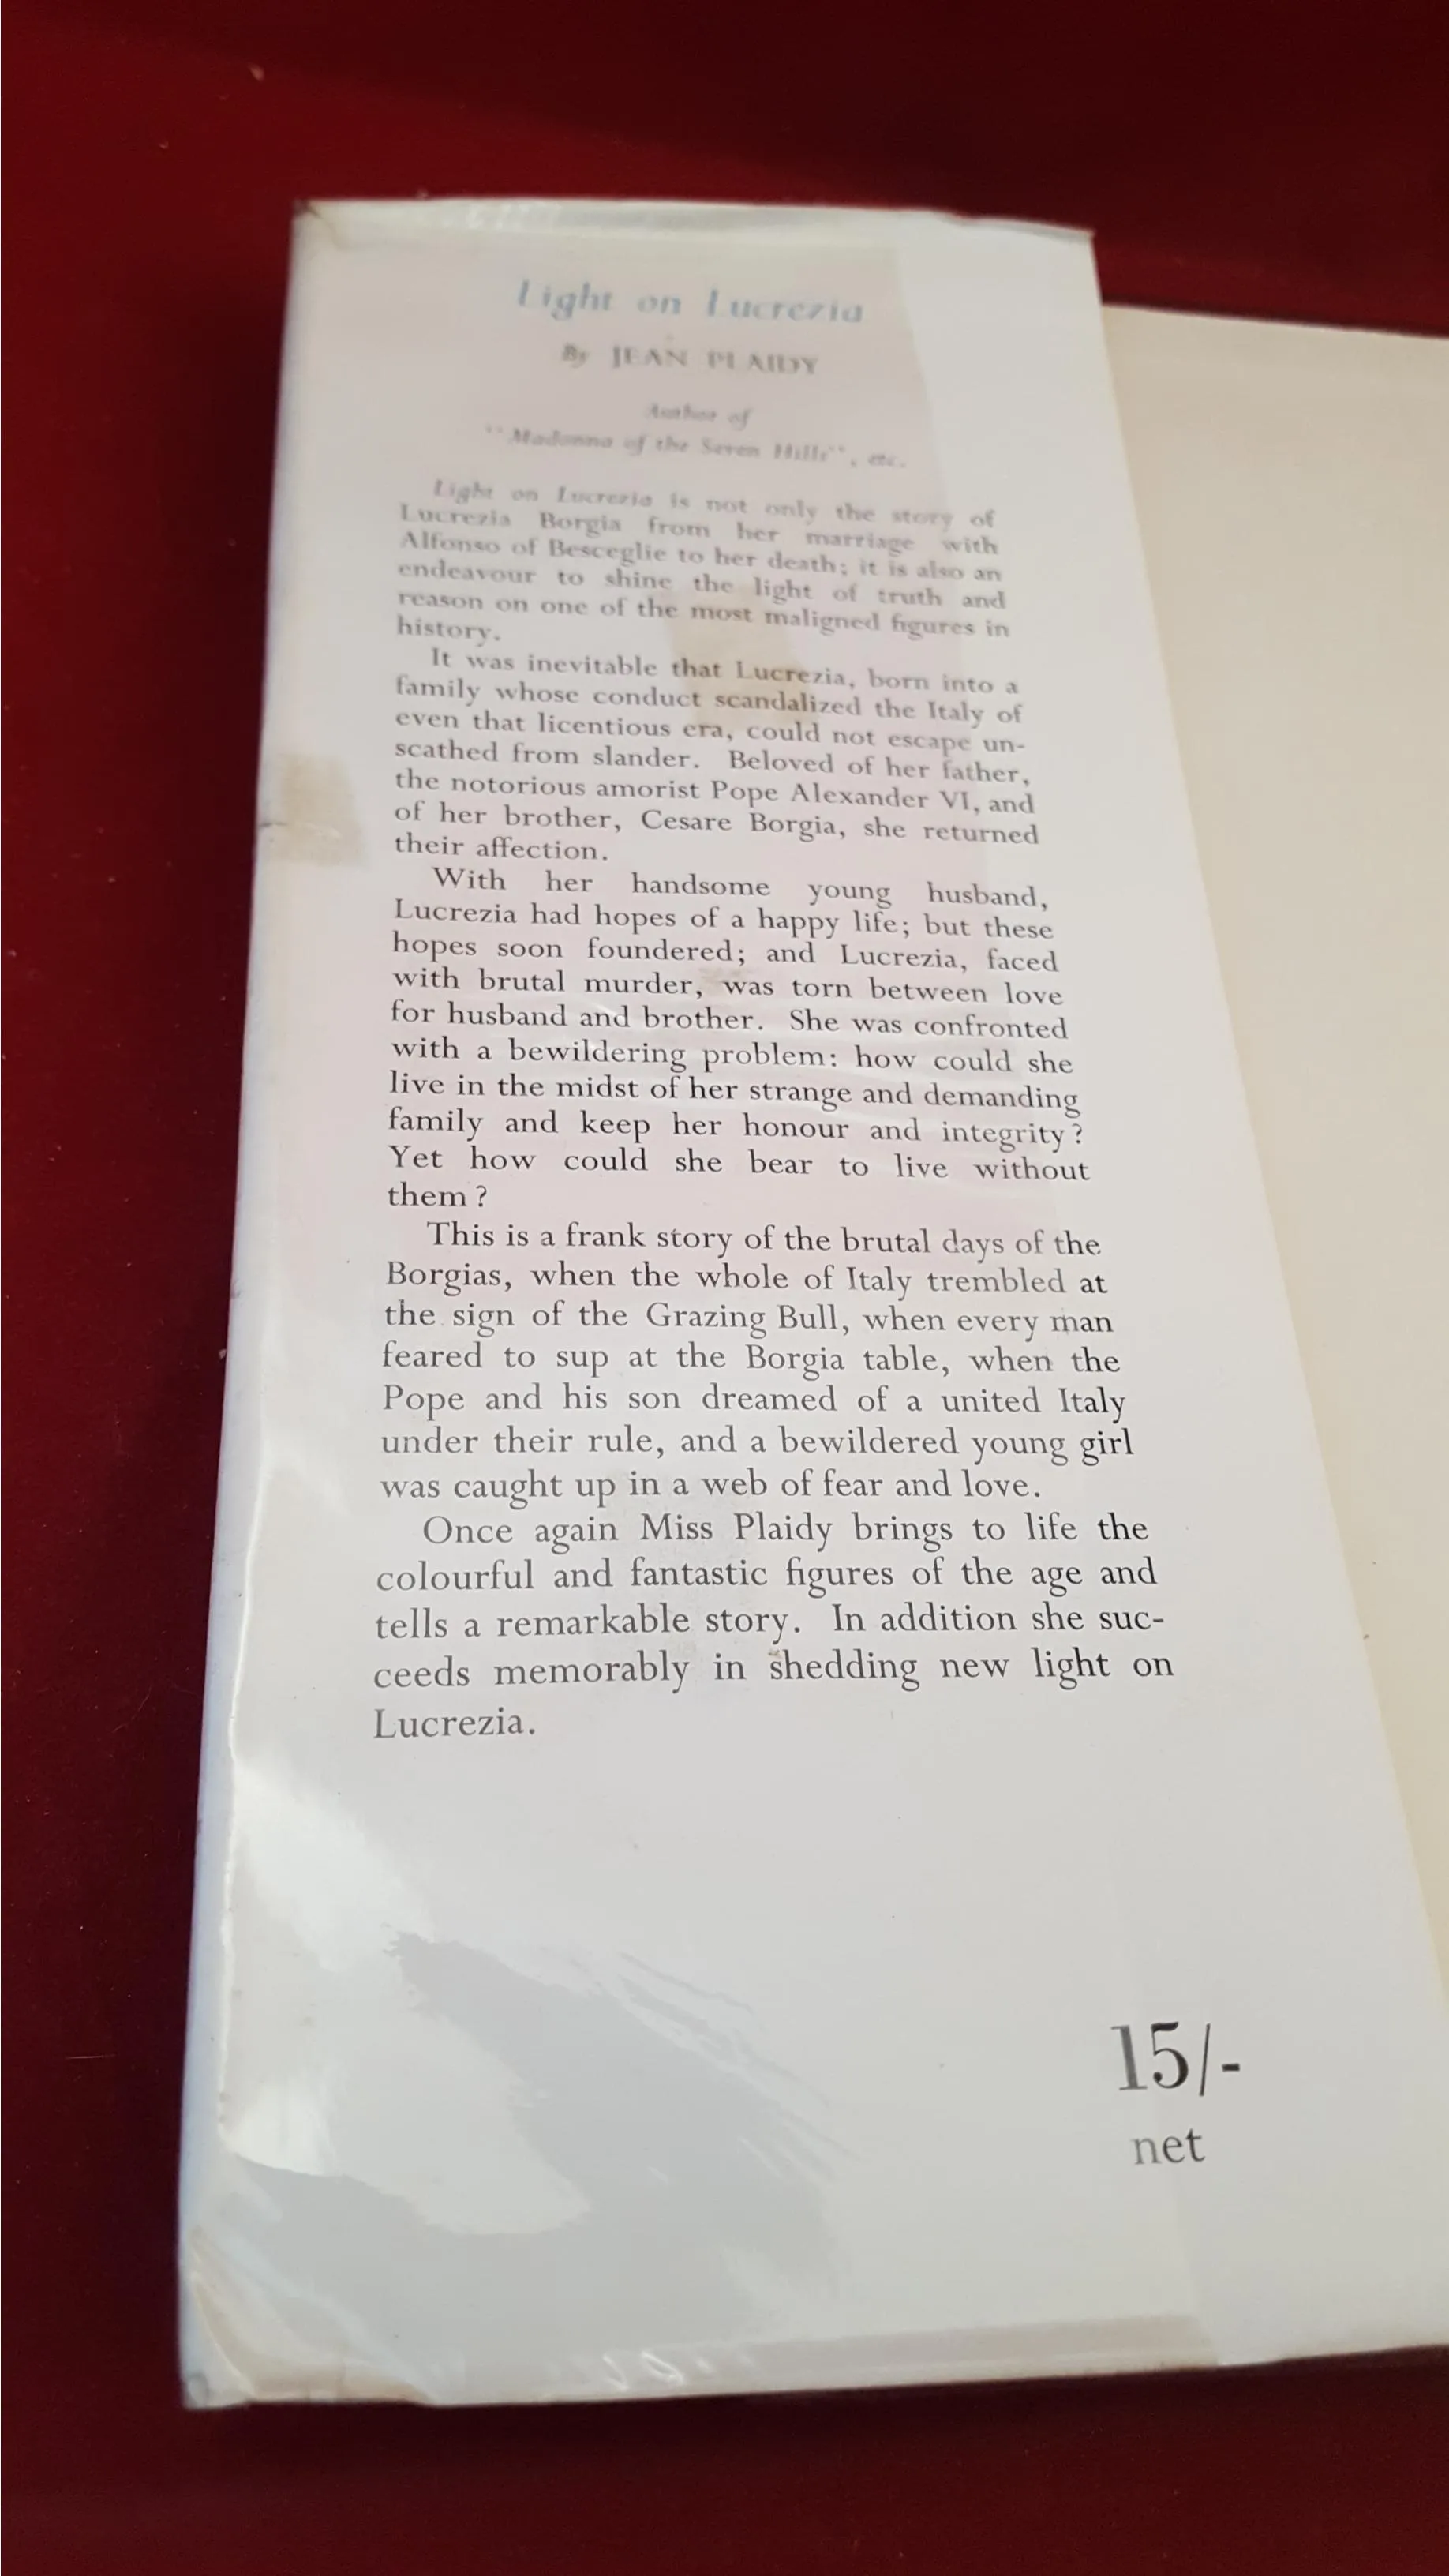 Light on Lucrezia
By JEAN PLAIDY
Author of
"Madonna of the Seven Hills", etc.
Light on Lucrezia is not only the story of
Lucrezia Borgia from her marriage with
Alfonso of Besceglie to her death; it is also an
endeavour to shine the light of truth and
reason on one of the most maligned figures in
history.
It was inevitable that Lucrezia, born into a
family whose conduct scandalized the Italy of
even that licentious era, could not escape un-
scathed from slander. Beloved of her father,
the notorious amorist Pope Alexander VI, and
of her brother, Cesare Borgia, she returned
their affection.
With her handsome young husband,
Lucrezia had hopes of a happy life; but these
hopes soon foundered; and Lucrezia, faced
with brutal murder, was torn between love
for husband and brother. She was confronted
with a bewildering problem: how could she
live in the midst of her strange and demanding
family and keep her honour and integrity?
Yet how could she bear to live without
them?
This is a frank story of the brutal days of the
Borgias, when the whole of Italy trembled at
the sign of the Grazing Bull, when every man
feared to sup at the Borgia table, when the
Pope and his son dreamed of a united Italy
under their rule, and a bewildered young girl
was caught up in a web of fear and love.
Once again Miss Plaidy brings to life the
colourful and fantastic figures of the age and
tells a remarkable story. In addition she suc-
ceeds memorably in shedding new light on
Lucrezia.
15/-
net